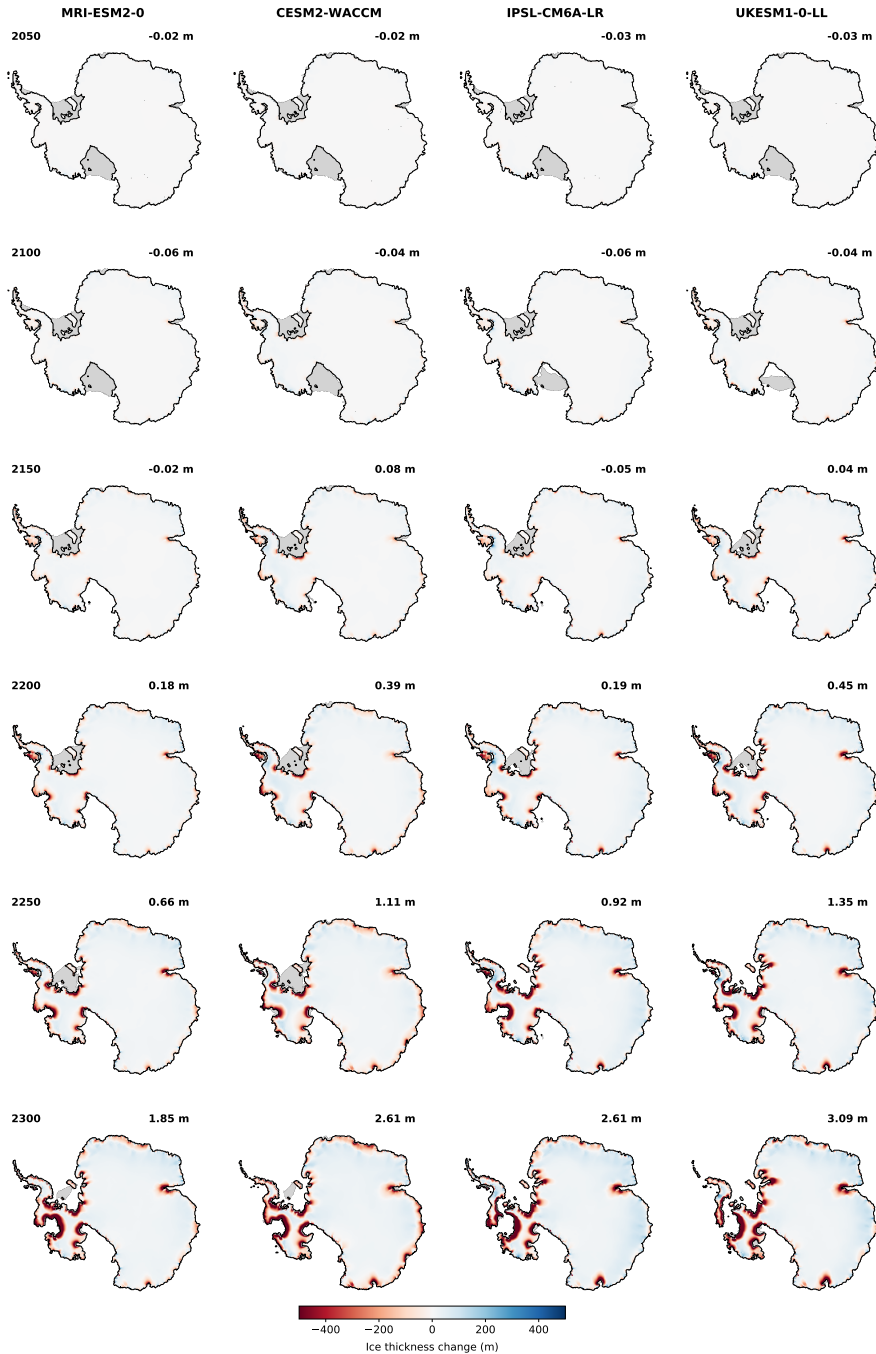 MRI-ESM2-0 CESM2-WACCM IPSL-CM6A-LR UKESM1-0-LL
2050 -0.02 m -0.02 m -0.03 m -0.03 m
2100 -0.06 m -0.04 m -0.06 m -0.04 m
2150 -0.02 m 0.08 m -0.05 m 0.04 m
2200 0.18 m 0.39 m 0.19 m 0.45 m
2250 0.66 m 1.11 m 0.92 m 1.35 m
2300 1.85 m 2.61 m 2.61 m 3.09 m
−400 −200 0 200 400
Ice thickness change (m)